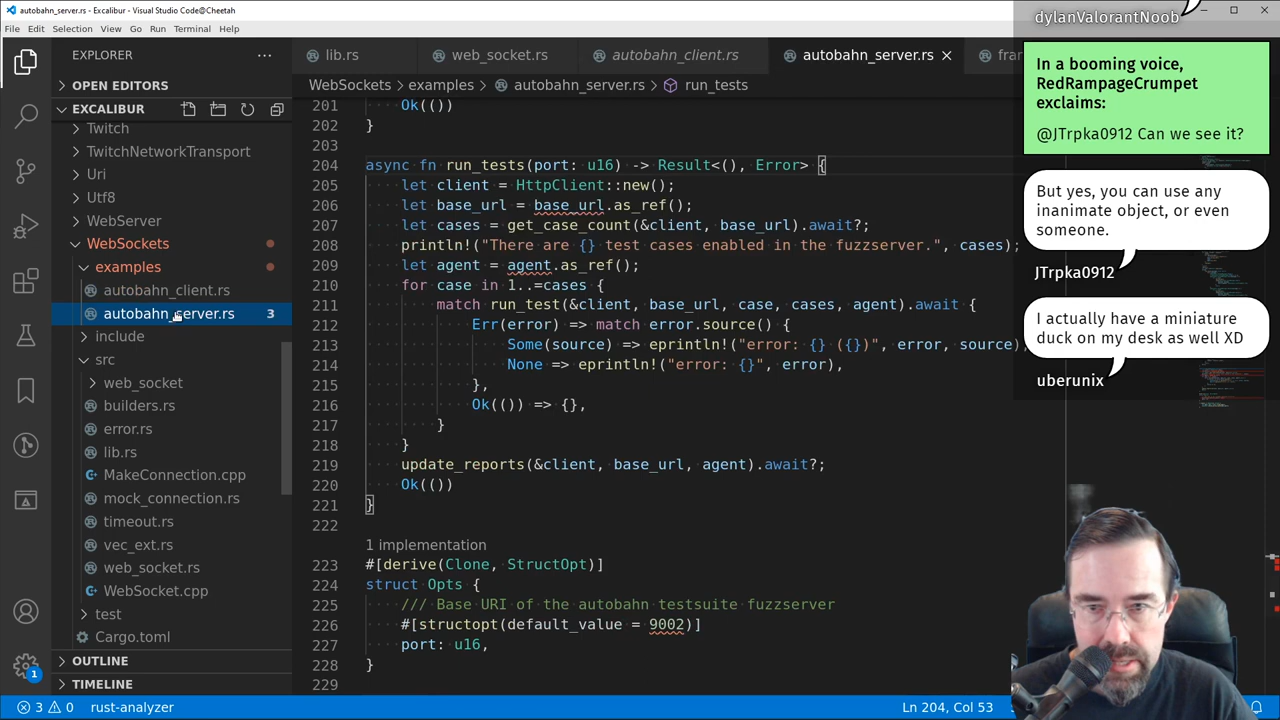 autobahn_server.rs - Excalibur - Visual Studio Code@Cheetah
File Edit Selection View Go Run Terminal Help
EXPLORER
OPEN EDITORS
EXCALIBUR
Twitch
TwitchNetworkTransport
Uri
Utf8
WebServer
WebSockets
examples
autobahn_client.rs
autobahn_server.rs 3
include
src
web_socket
builders.rs
error.rs
lib.rs
MakeConnection.cpp
mock_connection.rs
timeout.rs
vec_ext.rs
web_socket.rs
WebSocket.cpp
test
Cargo.toml
OUTLINE
TIMELINE
1
lib.rs web_socket.rs autobahn_client.rs autobahn_server.rs
WebSockets > examples > autobahn_server.rs > run_tests
201 Ok(())
202 }
203
204 async fn run_tests(port: u16) -> Result<(), Error> {
205 let client = HttpClient::new();
206 let base_url = base_url.as_ref();
207 let cases = get_case_count(&client, base_url).await?;
208 println!("There are {} test cases enabled in the fuzzserver.", cases);
209 let agent = agent.as_ref();
210 for case in 1..=cases {
211 match run_test(&client, base_url, case, cases, agent).await {
212 Err(error) => match error.source() {
213 Some(source) => eprintln!("error: {} ({})", error, source)
214 None => eprintln!("error: {}", error),
215 },
216 Ok(()) => {},
217 }
218 }
219 update_reports(&client, base_url, agent).await?;
220 Ok(())
221 }
222
1 implementation
223 #[derive(Clone, StructOpt)]
224 struct Opts {
225 /// Base URI of the autobahn testsuite fuzzserver
226 #[structopt(default_value = 9002)]
227 port: u16,
228 }
229
dylanValorantNoob
In a booming voice,
RedRampageCrumpet
exclaims:
@JTrpka0912 Can we see it?
But yes, you can use any
inanimate object, or even
someone.
JTrpka0912
I actually have a miniature
duck on my desk as well XD
uberunix
3 0 rust-analyzer Ln 204, Col 53